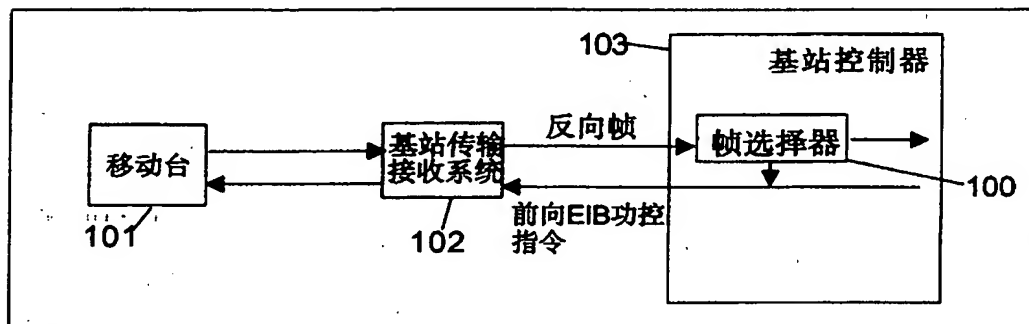 103
基站控制器
移动台
基站传输
接收系统
反向帧
帧选择器
100
前向EIB功控
指令
101
102